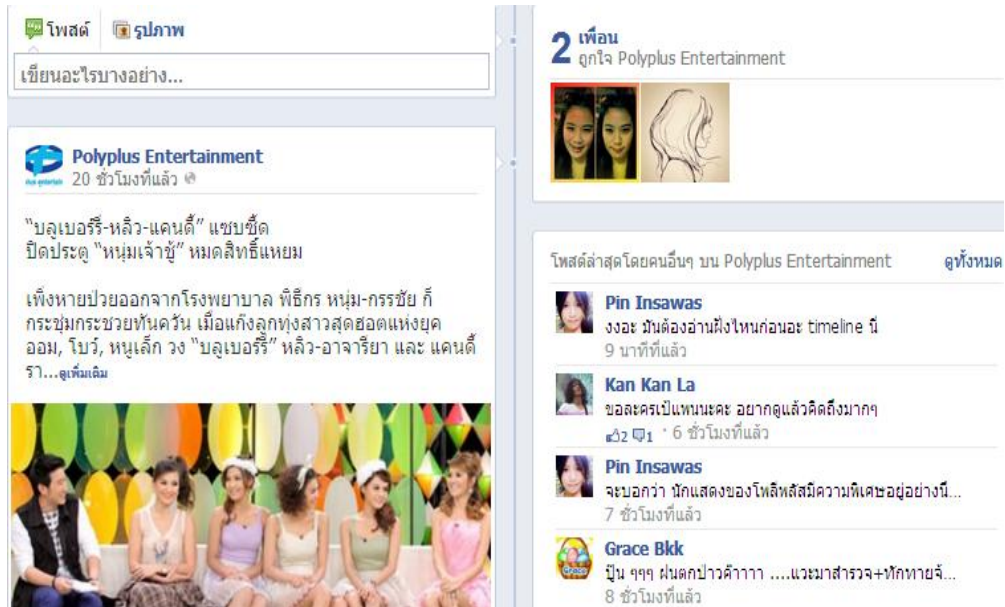 โพสต์ รูปภาพ
เขียนอะไรบางอย่าง...
Polyplus Entertainment
20 ชั่วโมงที่แล้ว
“บลูเบอร์รี่-หลิว-แคนดี้” แซบซี้ด
ปิดประตู “หนุ่มเจ้าชู้” หมดสิทธิ์แหยม
เพิ่งหายป่วยออกจากโรงพยาบาล พิธีกร หนุ่ม-กรรชัย ก็
กระชุ่มกระชวยทันควัน เมื่อแก๊งลูกทุ่งสาวสุดฮอตแห่งยุค
ออม, โบว์, หนูเล็ก วง “บลูเบอร์รี่” หลิว-อาจารียา และ แคนดี้
รา...ดูเพิ่มเติม
2 เพื่อน
ถูกใจ Polyplus Entertainment
โพสต์ล่าสุดโดยคนอื่นๆ บน Polyplus Entertainment ดูทั้งหมด
Pin Insawas
งงอะ มันต้องอ่านฝั่งไหนก่อนอะ timeline นี่
9 นาทีที่แล้ว
Kan Kan La
ขอละครเป้แพนนะคะ อยากดูแล้วคิดถึงมากๆ
2 1 · 6 ชั่วโมงที่แล้ว
Pin Insawas
จะบอกว่า นักแสดงของโพลีพลัสมีความพิเศษอยู่อย่างนึ...
7 ชั่วโมงที่แล้ว
Grace Bkk
ปุ้น ๆๆๆ ฝนตกป่าวค๊าาาา ....แวะมาสำรวจ+ทักทายจ้...
8 ชั่วโมงที่แล้ว